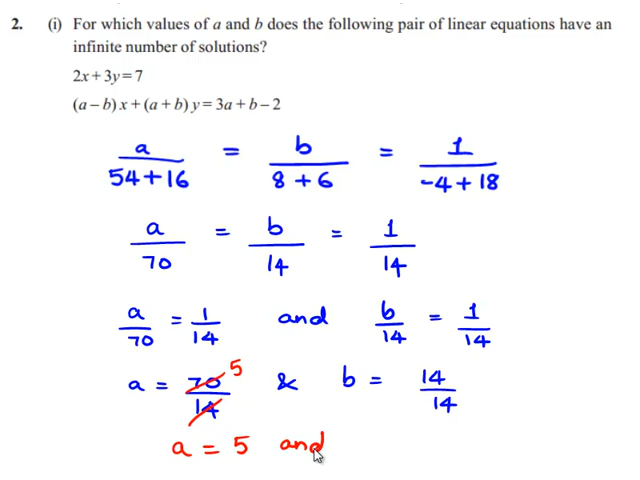 2. (i) For which values of a and b does the following pair of linear equations have an
infinite number of solutions?
2x + 3y = 7
(a – b) x + (a + b) y = 3a + b – 2
a/(54+16) = b/(8+6) = 1/(-4+18)
a/70 = b/14 = 1/14
a/70 = 1/14 and b/14 = 1/14
a = 70/14 5 & b = 14/14
a = 5 and